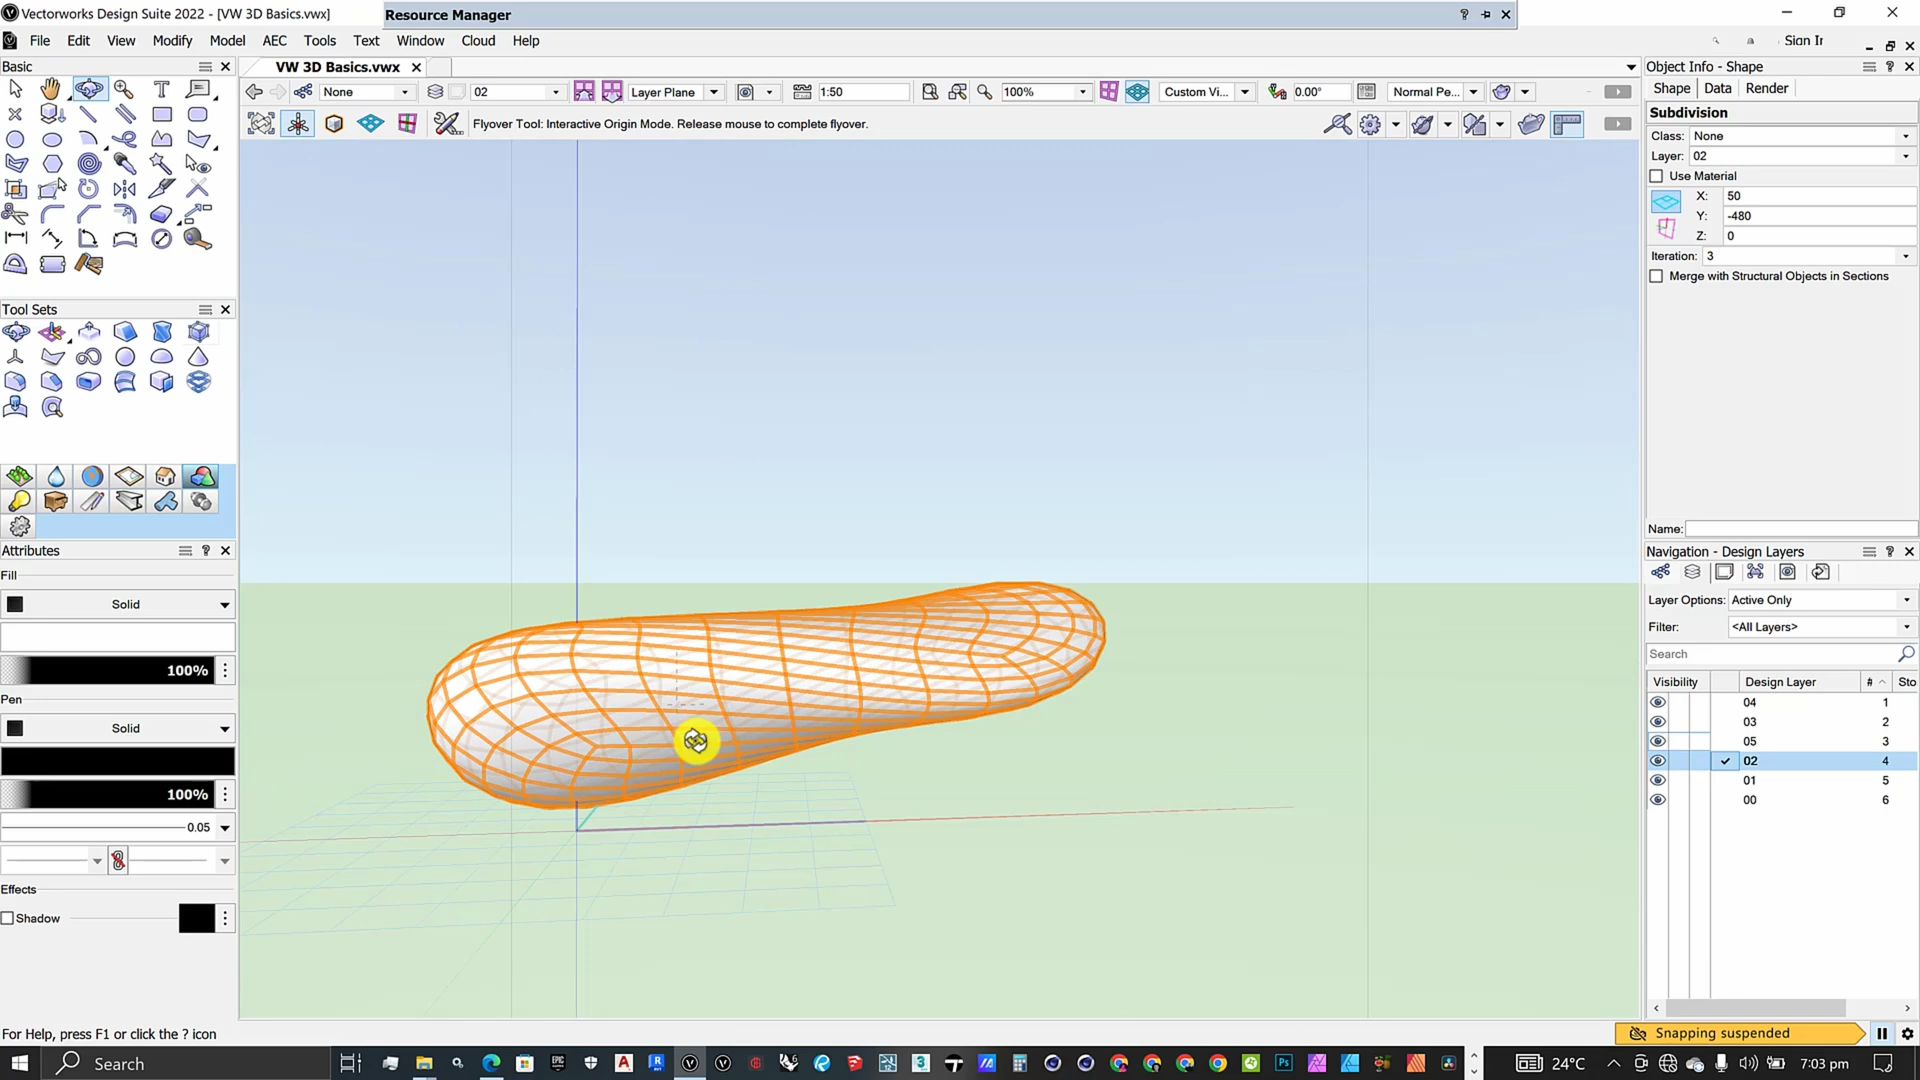 Vectorworks Design Suite 2022 - [VW 3D Basics.vwx]
Resource Manager
File Edit View Modify Model AEC Tools Text Window Cloud Help
Sign Ir
Basic
VW 3D Basics.vwx
None
02
Layer Plane
1:50
100%
Custom Vi...
0.00°
Normal Pe...
Flyover Tool: Interactive Origin Mode. Release mouse to complete flyover.
Tool Sets
Attributes
Fill
Solid
100%
Pen
Solid
100%
0.05
Effects
Shadow
For Help, press F1 or click the ? icon
Object Info - Shape
Shape Data Render
Subdivision
Class: None
Layer: 02
Use Material
X: 50
Y: -480
Z: 0
Iteration: 3
Merge with Structural Objects in Sections
Name:
Navigation - Design Layers
Layer Options: Active Only
Filter: <All Layers>
Search
Visibility Design Layer # Sto
04 1
03 2
05 3
02 4
01 5
00 6
Snapping suspended
Search
24°C
7:03 pm